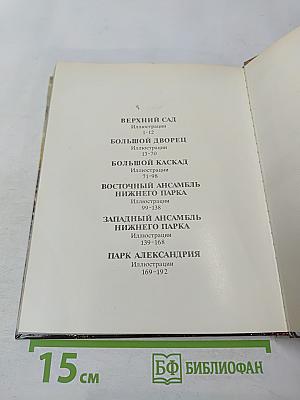 ВЕРХНИЙ САД
Иллюстрации
1-12
БОЛЬШОЙ ДВОРЕЦ
Иллюстрации
13-70
БОЛЬШОЙ КАСКАД
Иллюстрации
71-98
ВОСТОЧНЫЙ АНСАМБЛЬ
НИЖНЕГО ПАРКА
Иллюстрации
99-138
ЗАПАДНЫЙ АНСАМБЛЬ
НИЖНЕГО ПАРКА
Иллюстрации
139-168
ПАРК АЛЕКСАНДРИЯ
Иллюстрации
169-192
15 см
БФ БИБЛИОФАН